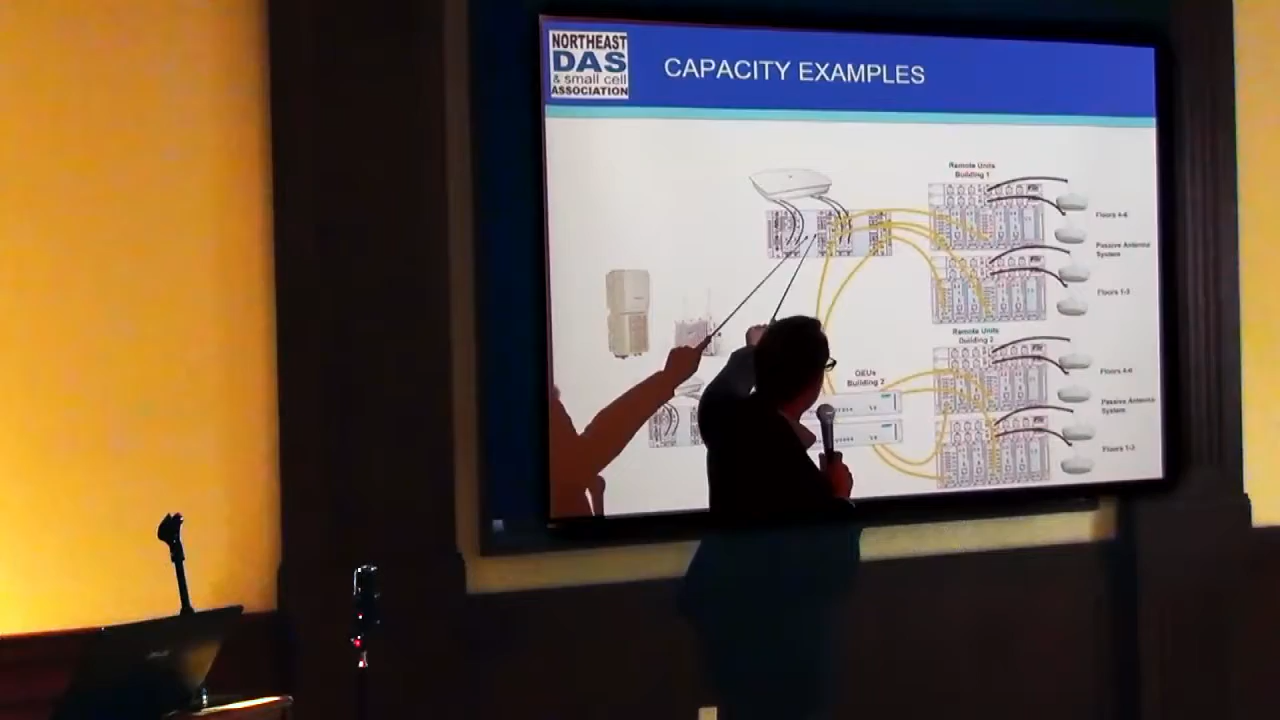 NORTHEAST
DAS
& small cell
ASSOCIATION
CAPACITY EXAMPLES
Remote Units
Building 1
Floors 4-6
Passive Antenna
System
Floors 1-3
Remote Units
Building 2
OEUs
Building 2
Floors 4-6
Passive Antenna
System
Floors 1-3